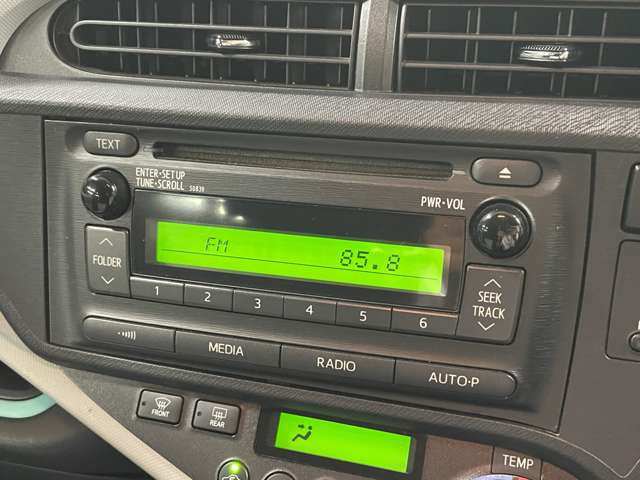 TEXT
ENTER·SETUP
TUNE·SCROLL 50839
PWR·VOL
FM 85.8
FOLDER
SEEK
TRACK
1 2 3 4 5 6
MEDIA RADIO AUTO·P
FRONT REAR
TEMP